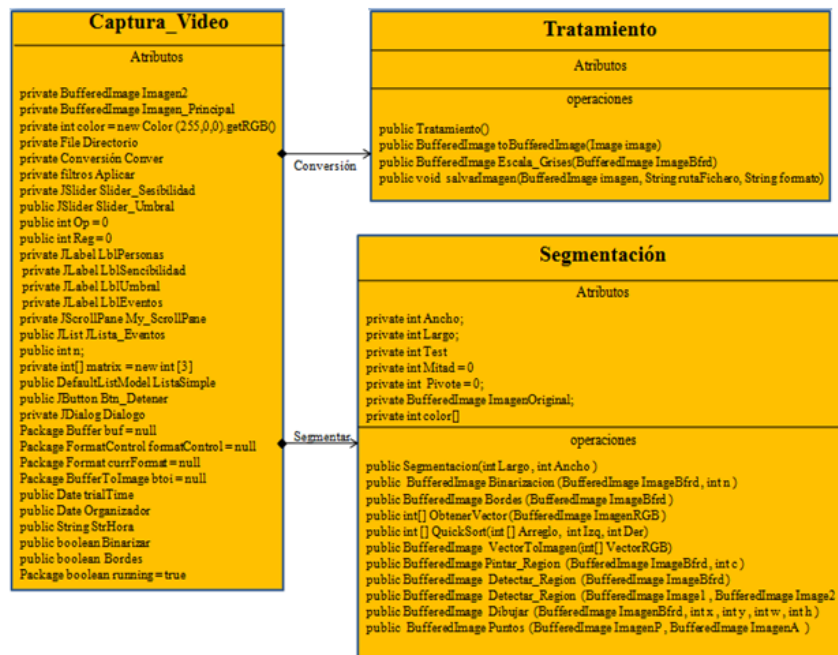 Captura_Video
Atributos
private BufferedImage Imagen2
private BufferedImage Imagen_Principal
private int color = new Color (255,0,0).getRGB()
private File Directorio
private Conversión Conver
private filtros Aplicar
private JSlider Slider_Sesibilidad
public JSlider Slider_Umbral
public int Op = 0
public int Reg = 0
private JLabel LblPersonas
private JLabel LblSencibilidad
private JLabel LblUmbral
private JLabel LblEventos
private JScrollPane My_ScrollPane
public JList JLista_Eventos
public int n;
private int[] matrix = new int [3]
public DefaultListModel ListaSimple
public JButton Btn_Detener
private JDialog Dialogo
Package Buffer buf = null
Package FormatControl formatControl = null
Package Format currFormat = null
Package BufferToImage btoi = null
public Date trialTime
public Date Organizador
public String StrHora
public boolean Binarizar
public boolean Bordes
Package boolean running = true
Conversión
Segmentar
Tratamiento
Atributos
operaciones
public Tratamiento()
public BufferedImage toBufferedImage(Image image)
public BufferedImage Escala_Grises(BufferedImage ImageBfrd)
public void salvarImagen(BufferedImage imagen, String rutaFichero, String formato)
Segmentación
Atributos
private int Ancho;
private int Largo;
private int Test
private int Mitad = 0
private int Pivote = 0;
private BufferedImage ImagenOriginal;
private int color[]
operaciones
public Segmentacion(int Largo, int Ancho )
public BufferedImage Binarizacion (BufferedImage ImageBfrd, int n )
public BufferedImage Bordes (BufferedImage ImageBfrd )
public int[] ObtenerVector (BufferedImage ImagenRGB )
public int [] QuickSort (int [] Arreglo, int Izq, int Der)
public BufferedImage VectorToImagen(int[] VectorRGB)
public BufferedImage Pintar_Region (BufferedImage ImageBfrd, int c )
public BufferedImage Detectar_Region (BufferedImage ImageBfrd)
public BufferedImage Detectar_Region (BufferedImage Image1 , BufferedImage Image2
public BufferedImage Dibujar (BufferedImage ImagenBfrd, int x , int y , int w, int h )
public BufferedImage Puntos (BufferedImage ImagenP , BufferedImage ImagenA )